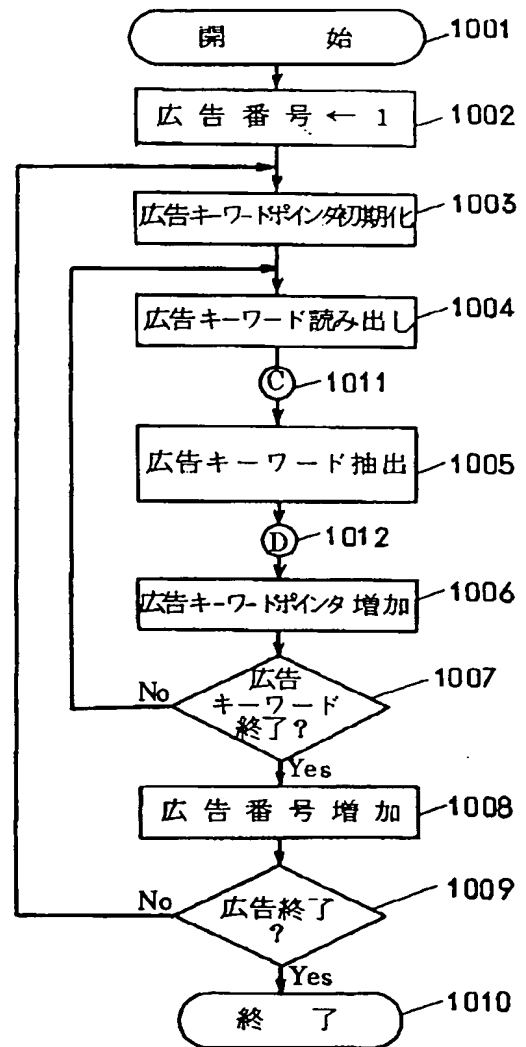 開始
1001
広告番号 ← 1
1002
広告キーワードポインタ初期化
1003
広告キーワード読み出し
1004
C
1011
広告キーワード抽出
1005
D
1012
広告キーワードポインタ増加
1006
広告
キーワード
終了?
1007
No
Yes
広告番号増加
1008
広告終了
?
1009
No
Yes
終了
1010